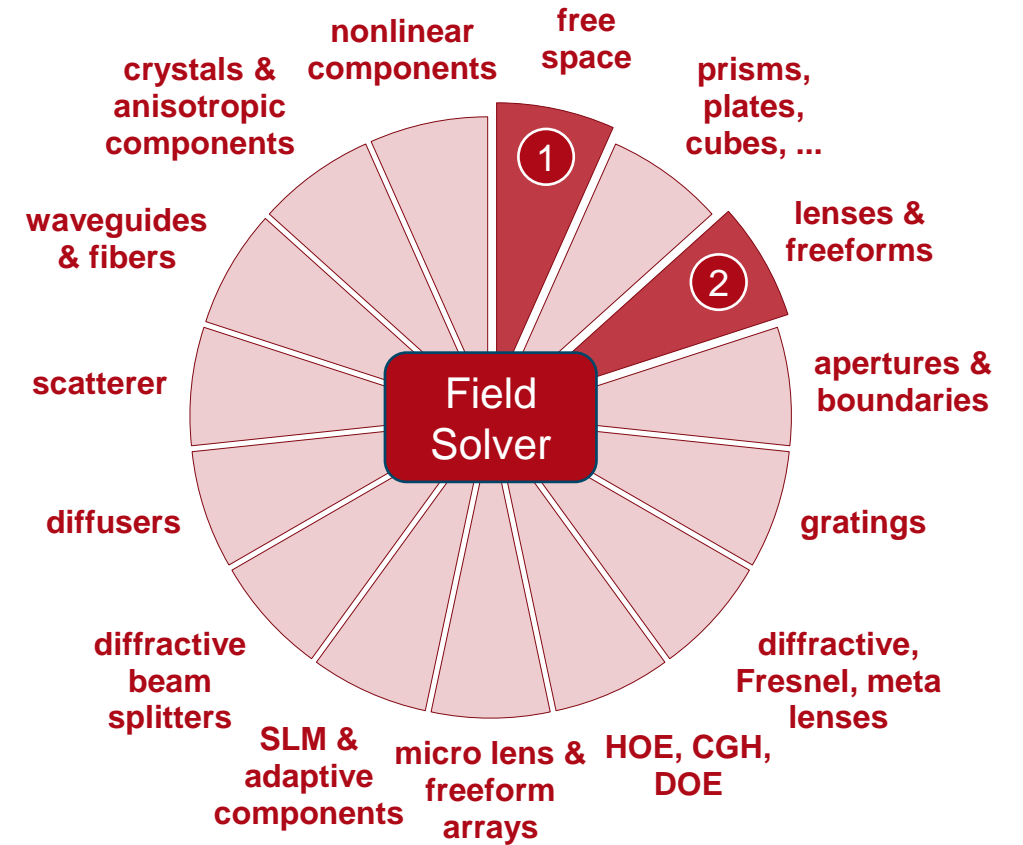 free
space
prisms,
plates,
cubes, ...
lenses &
freeforms
apertures &
boundaries
gratings
diffractive,
Fresnel, meta
lenses
HOE, CGH,
DOE
micro lens &
freeform
arrays
SLM &
adaptive
components
diffractive
beam
splitters
diffusers
scatterer
waveguides
& fibers
crystals &
anisotropic
components
nonlinear
components
1
2
Field
Solver